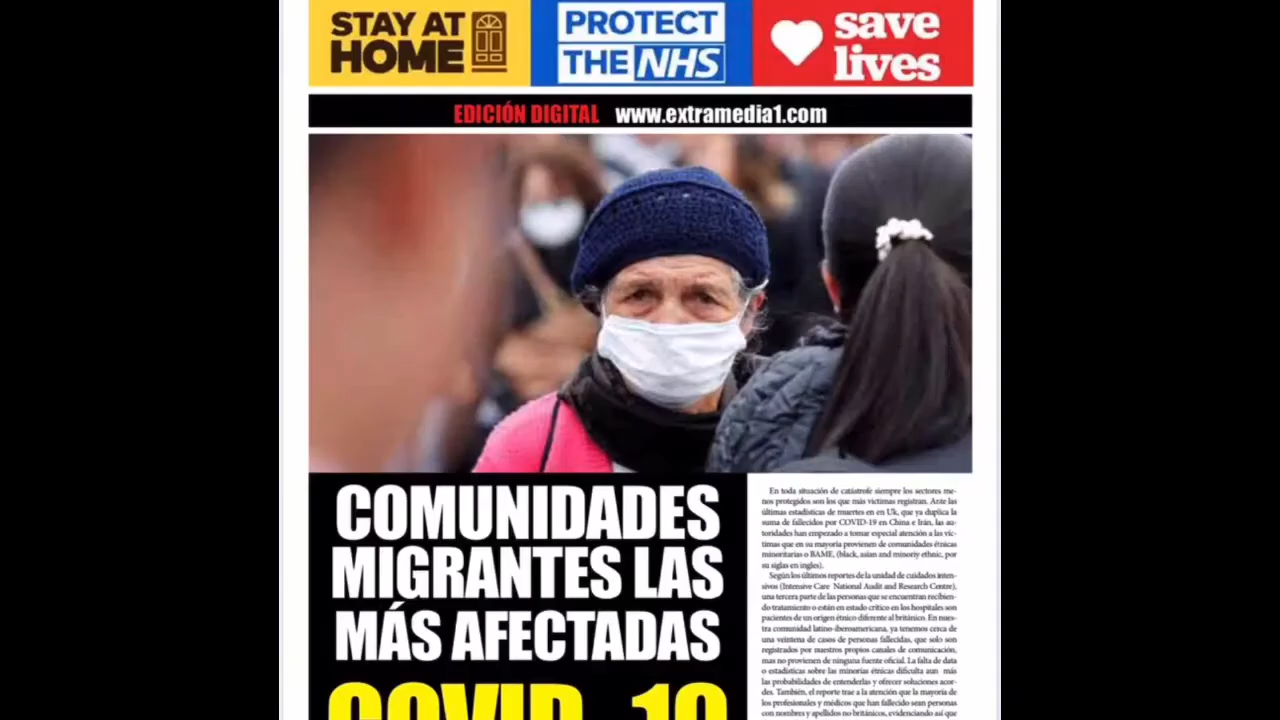 STAY AT
HOME
PROTECT
THE NHS
save
lives
EDICIÓN DIGITAL www.extramedia1.com
COMUNIDADES
MIGRANTES LAS
MÁS AFECTADAS
COVID-19
En toda situación de catástrofe siempre los sectores me-
nos protegidos son los que más victimas registran. Ante las
últimas estadísticas de muertes en en Uk, que ya duplica la
suma de fallecidos por COVID-19 en China e Irán, las au-
toridades han empezado a tomar especial atención a las víc-
timas que en su mayoría provienen de comunidades étnicas
minoritarias o BAME, (black, asian and minoriy ethnic, por
su siglas en ingles).
Según los últimos reportes de la unidad de cuidados inten-
sivos (Intensive Care National Audit and Research Centre),
una tercera parte de las personas que se encuentran recibien-
do tratamiento o están en estado crítico en los hospitales son
pacientes de un origen étnico diferente al británico. En nues-
tra comunidad latino-iberoamericana, ya tenemos cerca de
una veintena de casos de personas fallecidas, que solo son
registrados por nuestros propios canales de comunicación,
mas no provienen de ninguna fuente oficial. La falta de data
o estadísticas sobre las minorías étnicas dificulta aun más
las probabilidades de entenderlas y ofrecer soluciones acor-
des. También, el reporte trae a la atención que la mayoría de
los profesionales y médicos que han fallecido sean personas
con nombres y apellidos no británicos, evidenciando así que